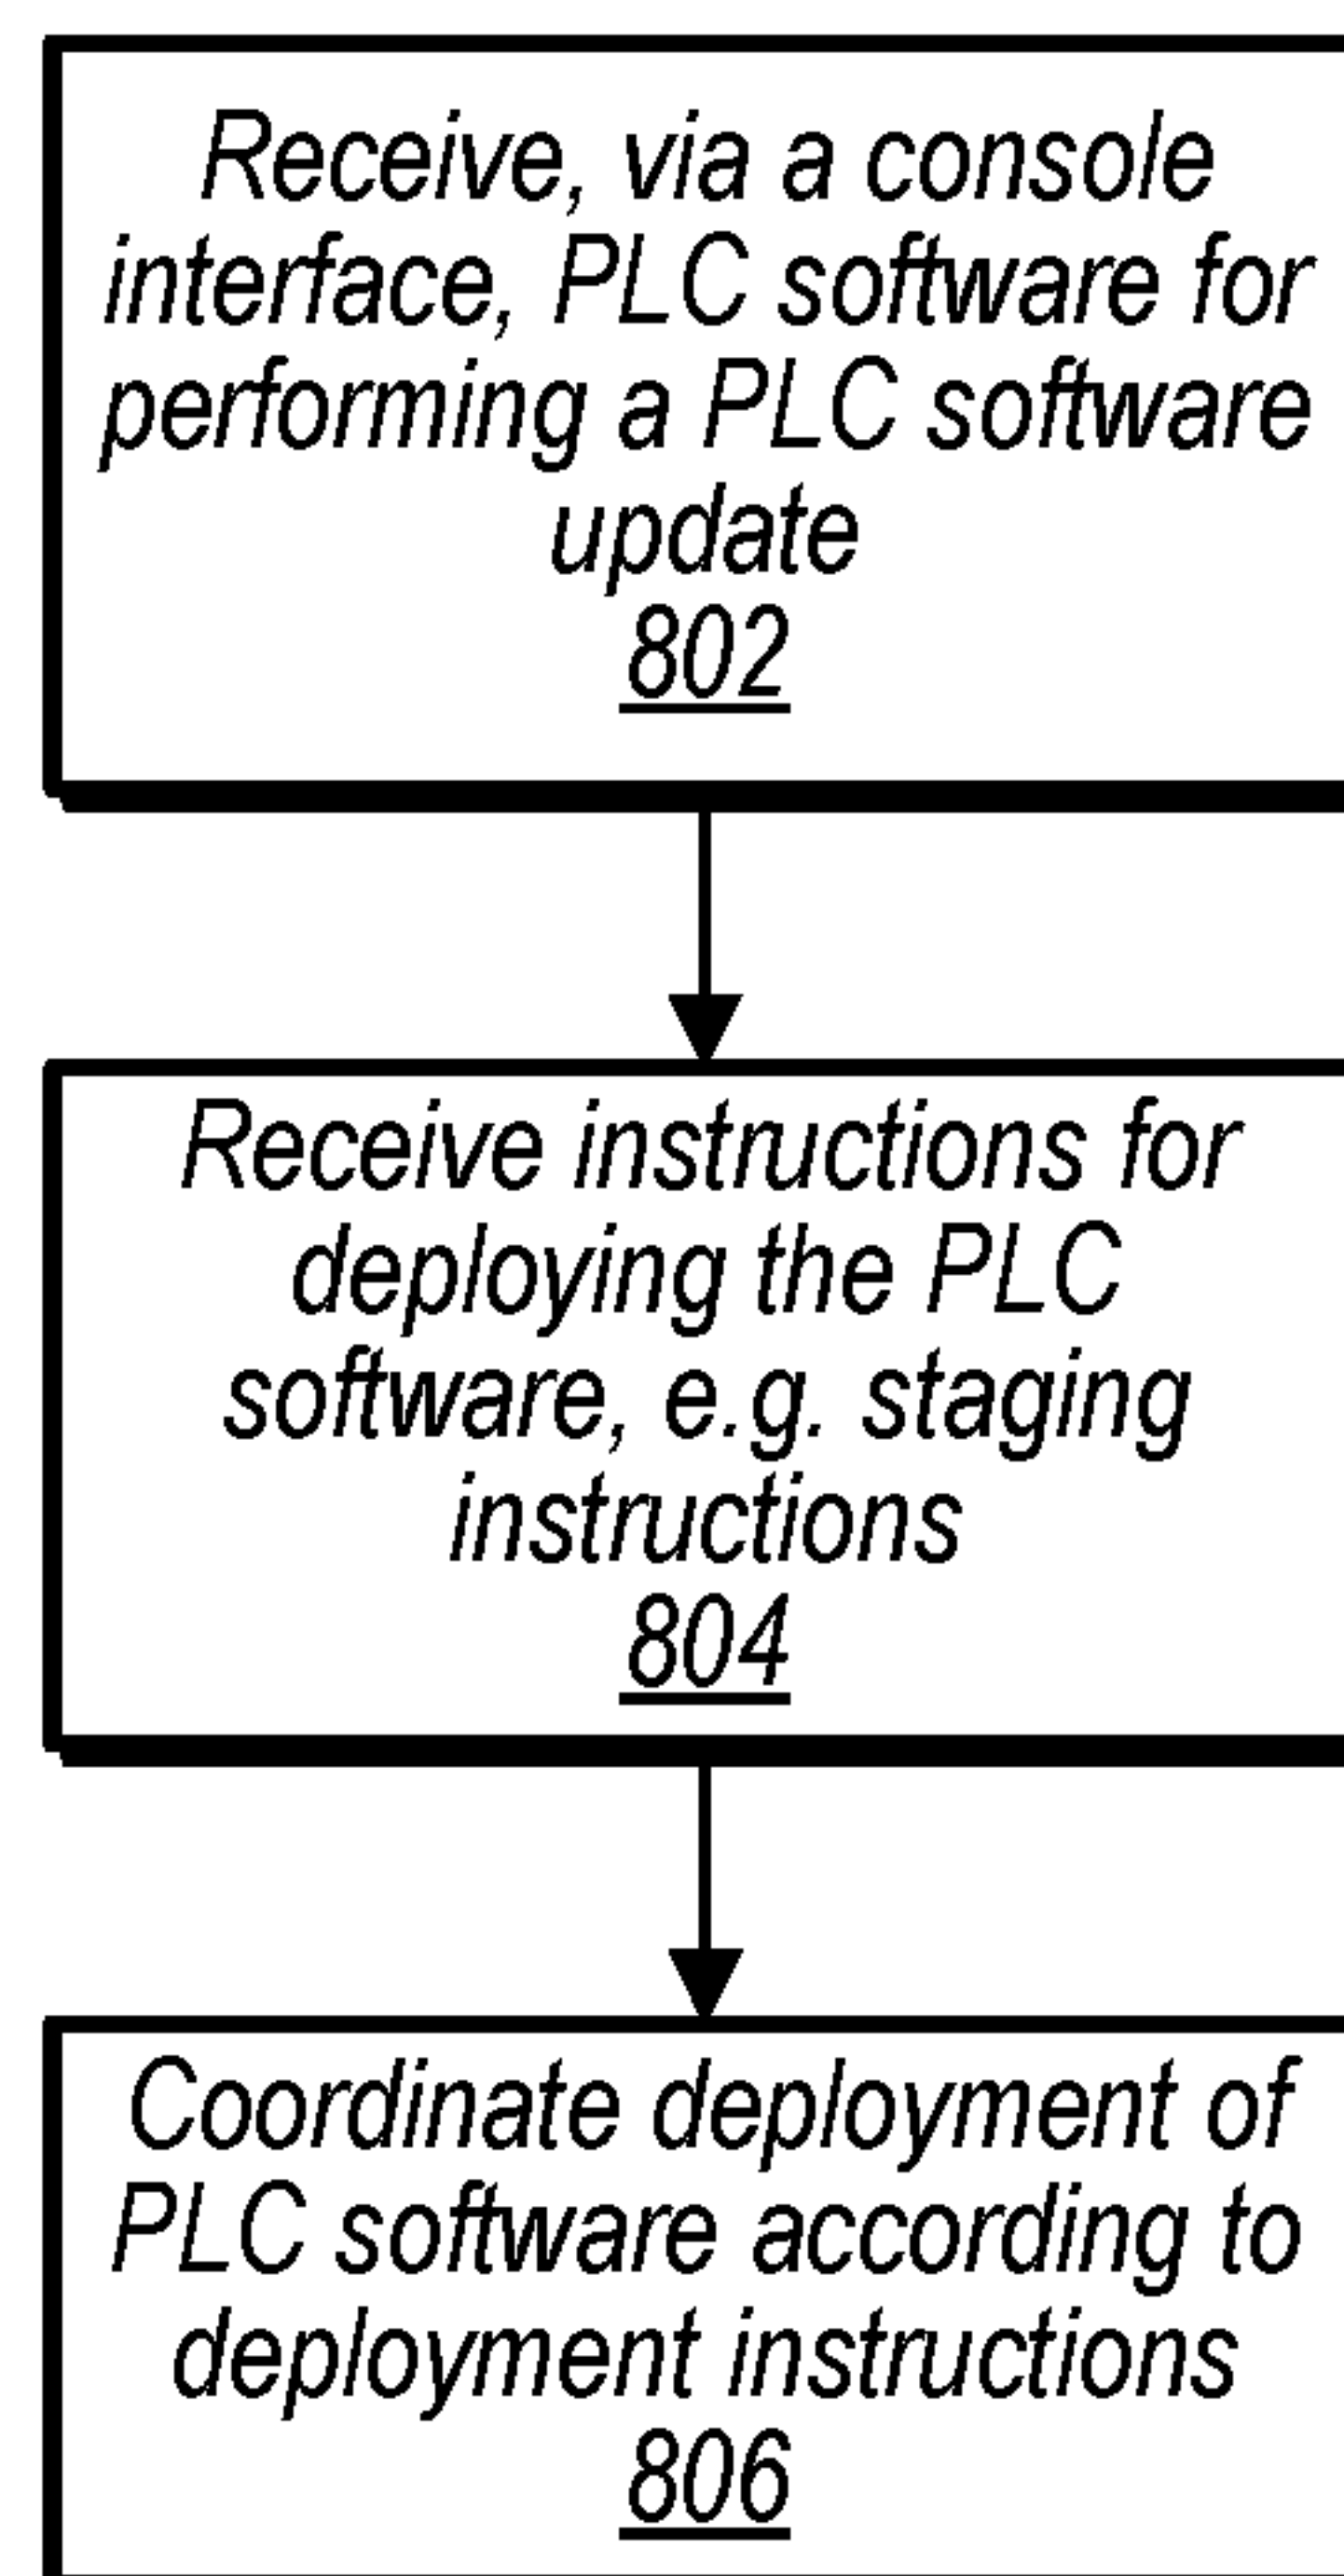 Receive, via a console
interface, PLC software for
performing a PLC software
update
802
Receive instructions for
deploying the PLC
software, e.g. staging
instructions
804
Coordinate deployment of
PLC software according to
deployment instructions
806